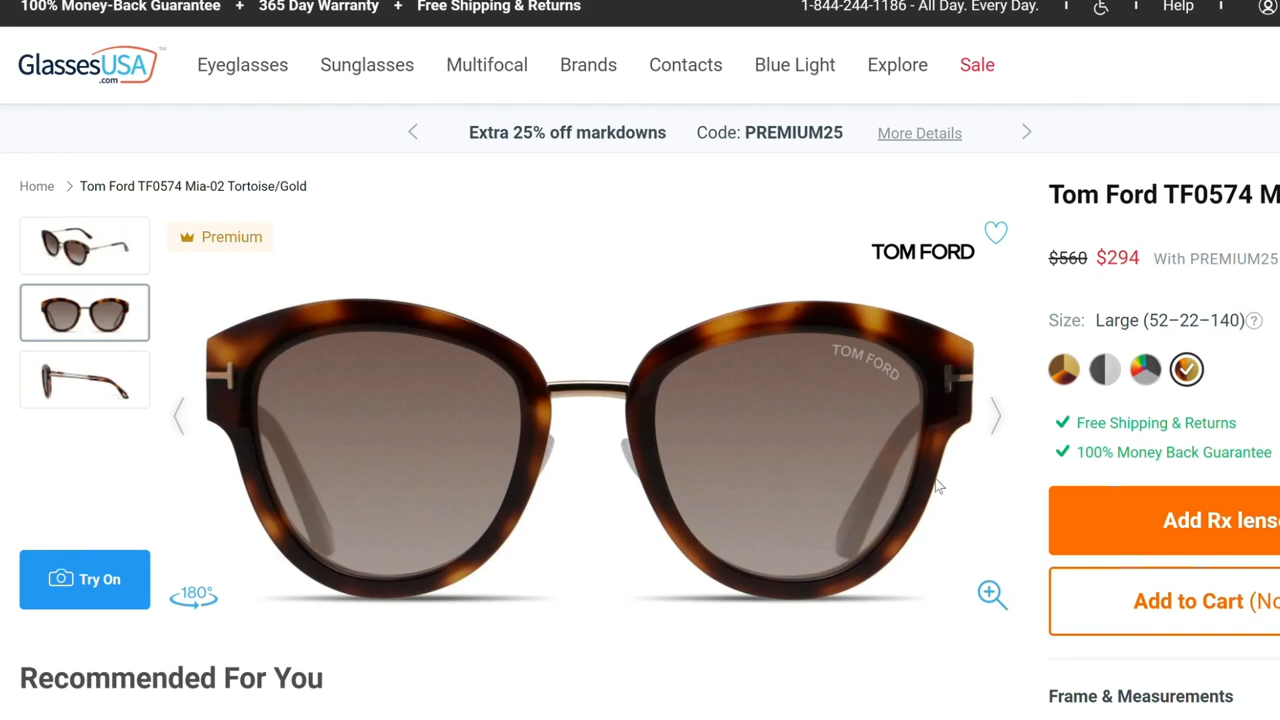 100% Money-Back Guarantee + 365 Day Warranty + Free Shipping & Returns
1-844-244-1186 - All Day. Every Day. Help
GlassesUSA™
.com
Eyeglasses Sunglasses Multifocal Brands Contacts Blue Light Explore Sale
Extra 25% off markdowns Code: PREMIUM25 More Details
Home > Tom Ford TF0574 Mia-02 Tortoise/Gold
Premium
TOM FORD
TOM FORD
180°
Try On
Tom Ford TF0574 M
$560 $294 With PREMIUM25
Size: Large (52-22-140) ?
Free Shipping & Returns
100% Money Back Guarantee
Add Rx lens
Add to Cart (No
Recommended For You
Frame & Measurements